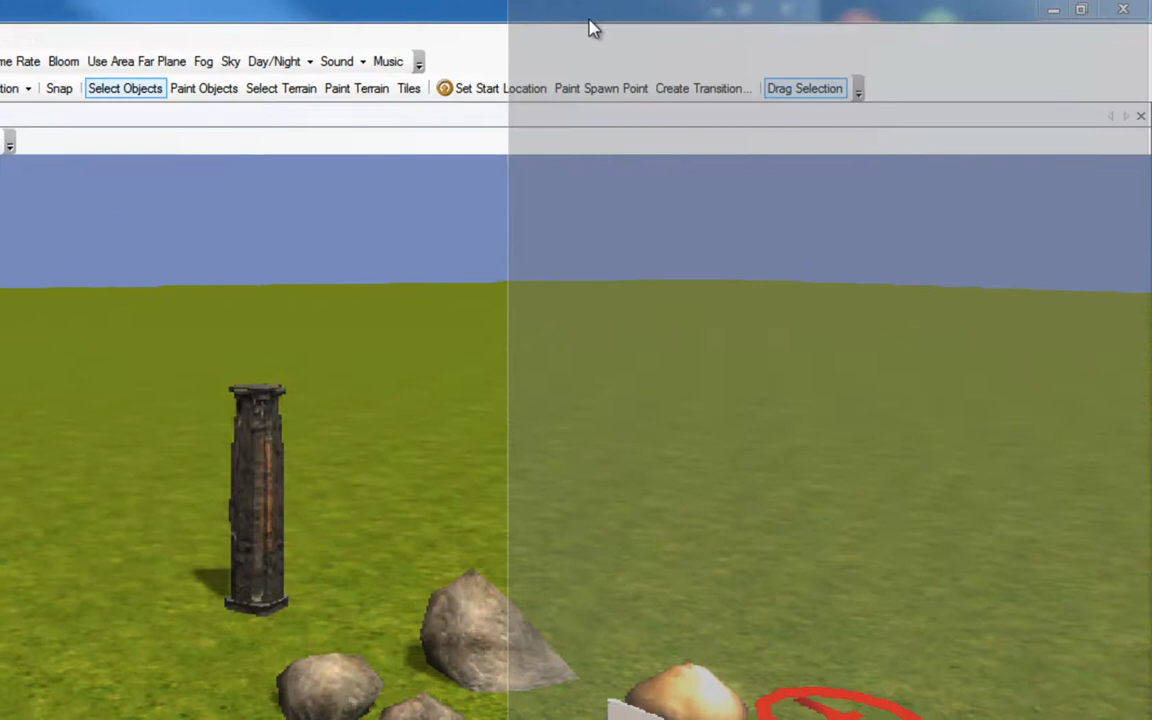 me Rate Bloom Use Area Far Plane Fog Sky Day/Night Sound Music
tion Snap Select Objects Paint Objects Select Terrain Paint Terrain Tiles Set Start Location Paint Spawn Point Create Transition... Drag Selection